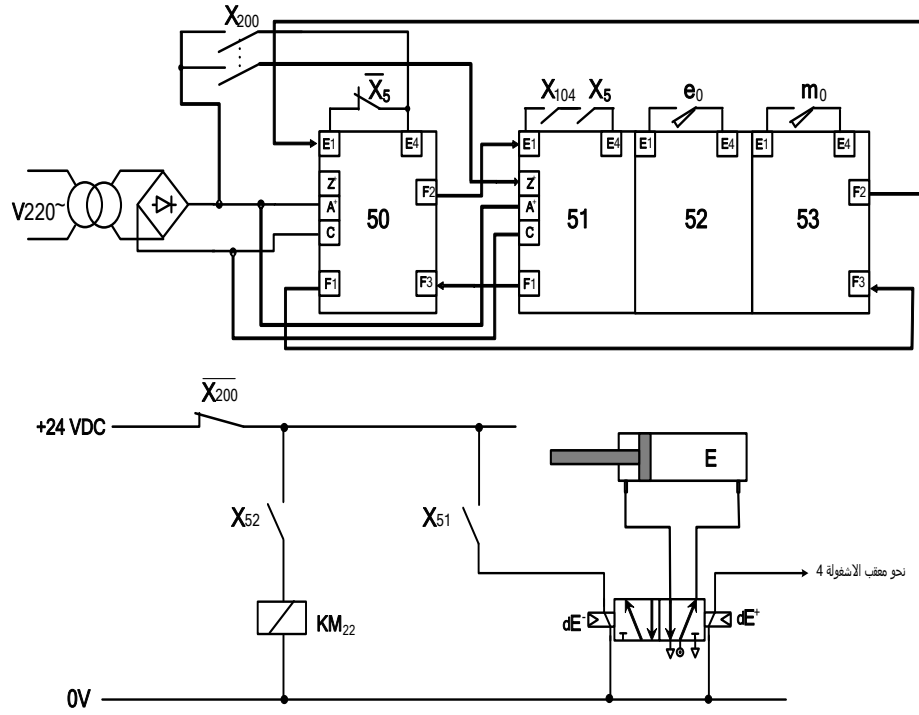 X200
X̅5
X104 X5
e0
m0
E1 E4
E1 E4 E1 E4 E1 E4
Z-
A+
C
F1
F2
F3
50
Z-
A+
C
F1
51
52
53
F2
F3
V220~
X̅200
+24 VDC
E
X52
X51
نحو معقب الاشغولة 4
KM22
dE-
dE+
0V